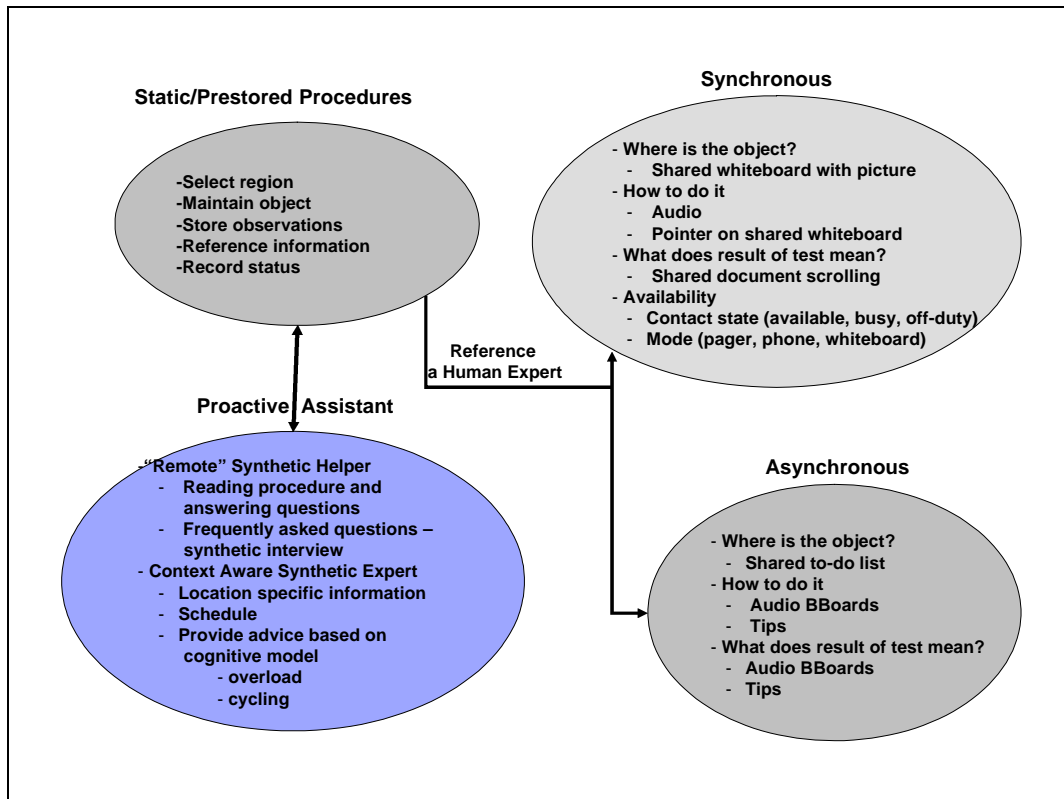 Static/Prestored Procedures
-Select region
-Maintain object
-Store observations
-Reference information
-Record status
Synchronous
- Where is the object?
- Shared whiteboard with picture
- How to do it
- Audio
- Pointer on shared whiteboard
- What does result of test mean?
- Shared document scrolling
- Availability
- Contact state (available, busy, off-duty)
- Mode (pager, phone, whiteboard)
Reference
a Human Expert
Proactive Assistant
-“Remote” Synthetic Helper
- Reading procedure and
answering questions
- Frequently asked questions –
synthetic interview
- Context Aware Synthetic Expert
- Location specific information
- Schedule
- Provide advice based on
cognitive model
- overload
- cycling
Asynchronous
- Where is the object?
- Shared to-do list
- How to do it
- Audio BBoards
- Tips
- What does result of test mean?
- Audio BBoards
- Tips